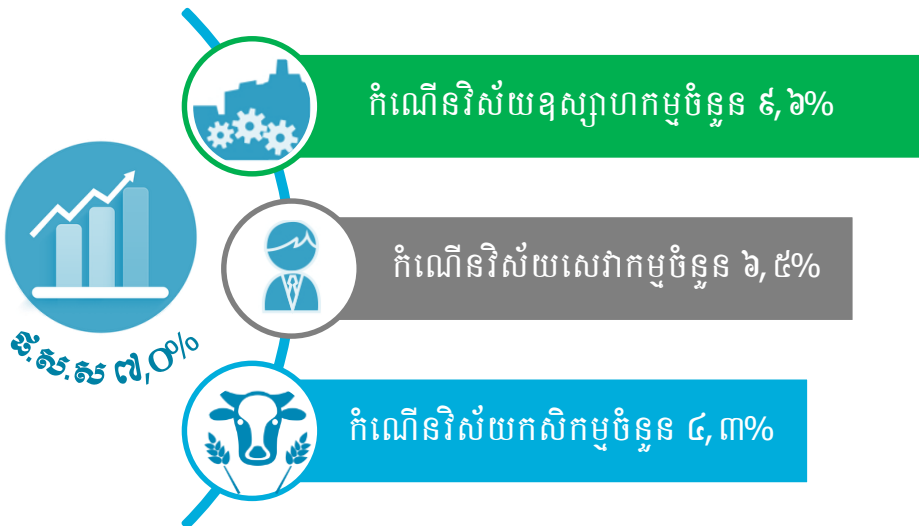 កំណើនវិស័យឧស្សាហកម្មចំនួន ៩,៦%
កំណើនវិស័យសេវាកម្មចំនួន ៦,៥%
ផ.ស.ស ៧,០%
កំណើនវិស័យកសិកម្មចំនួន ៤,៣%